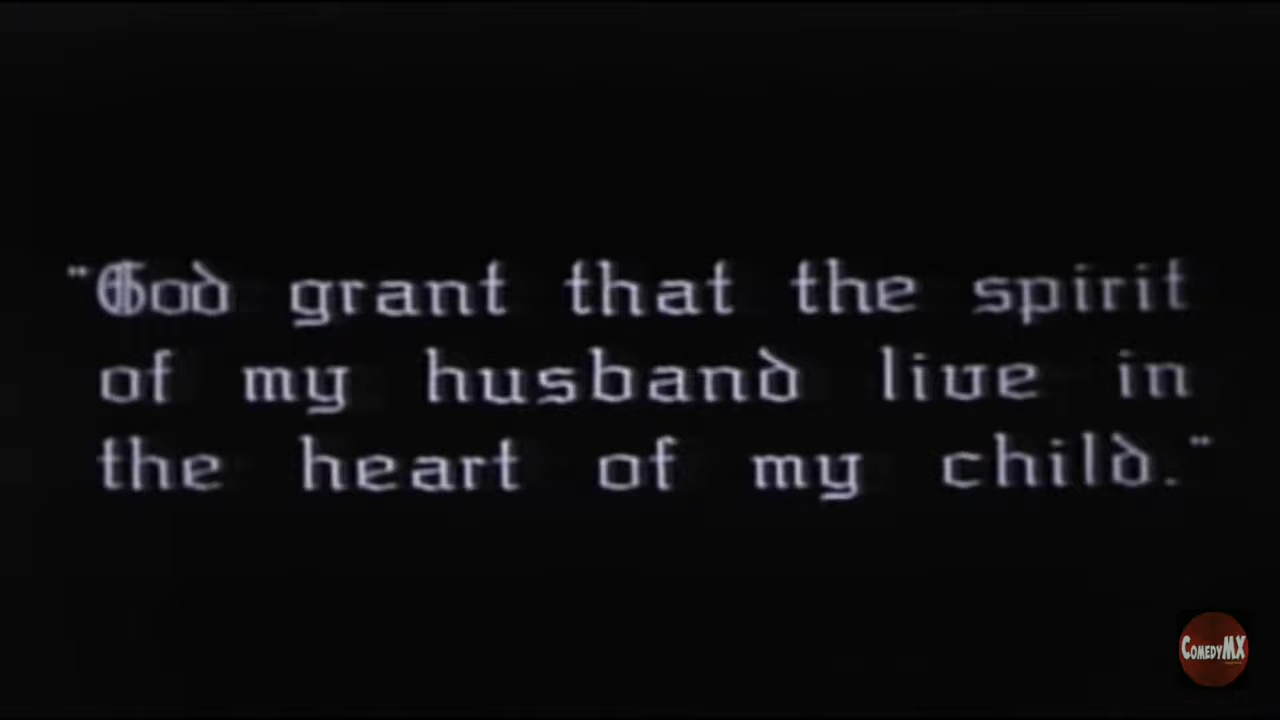 "God grant that the spirit
of my husband live in
the heart of my child."
COMEDYMX